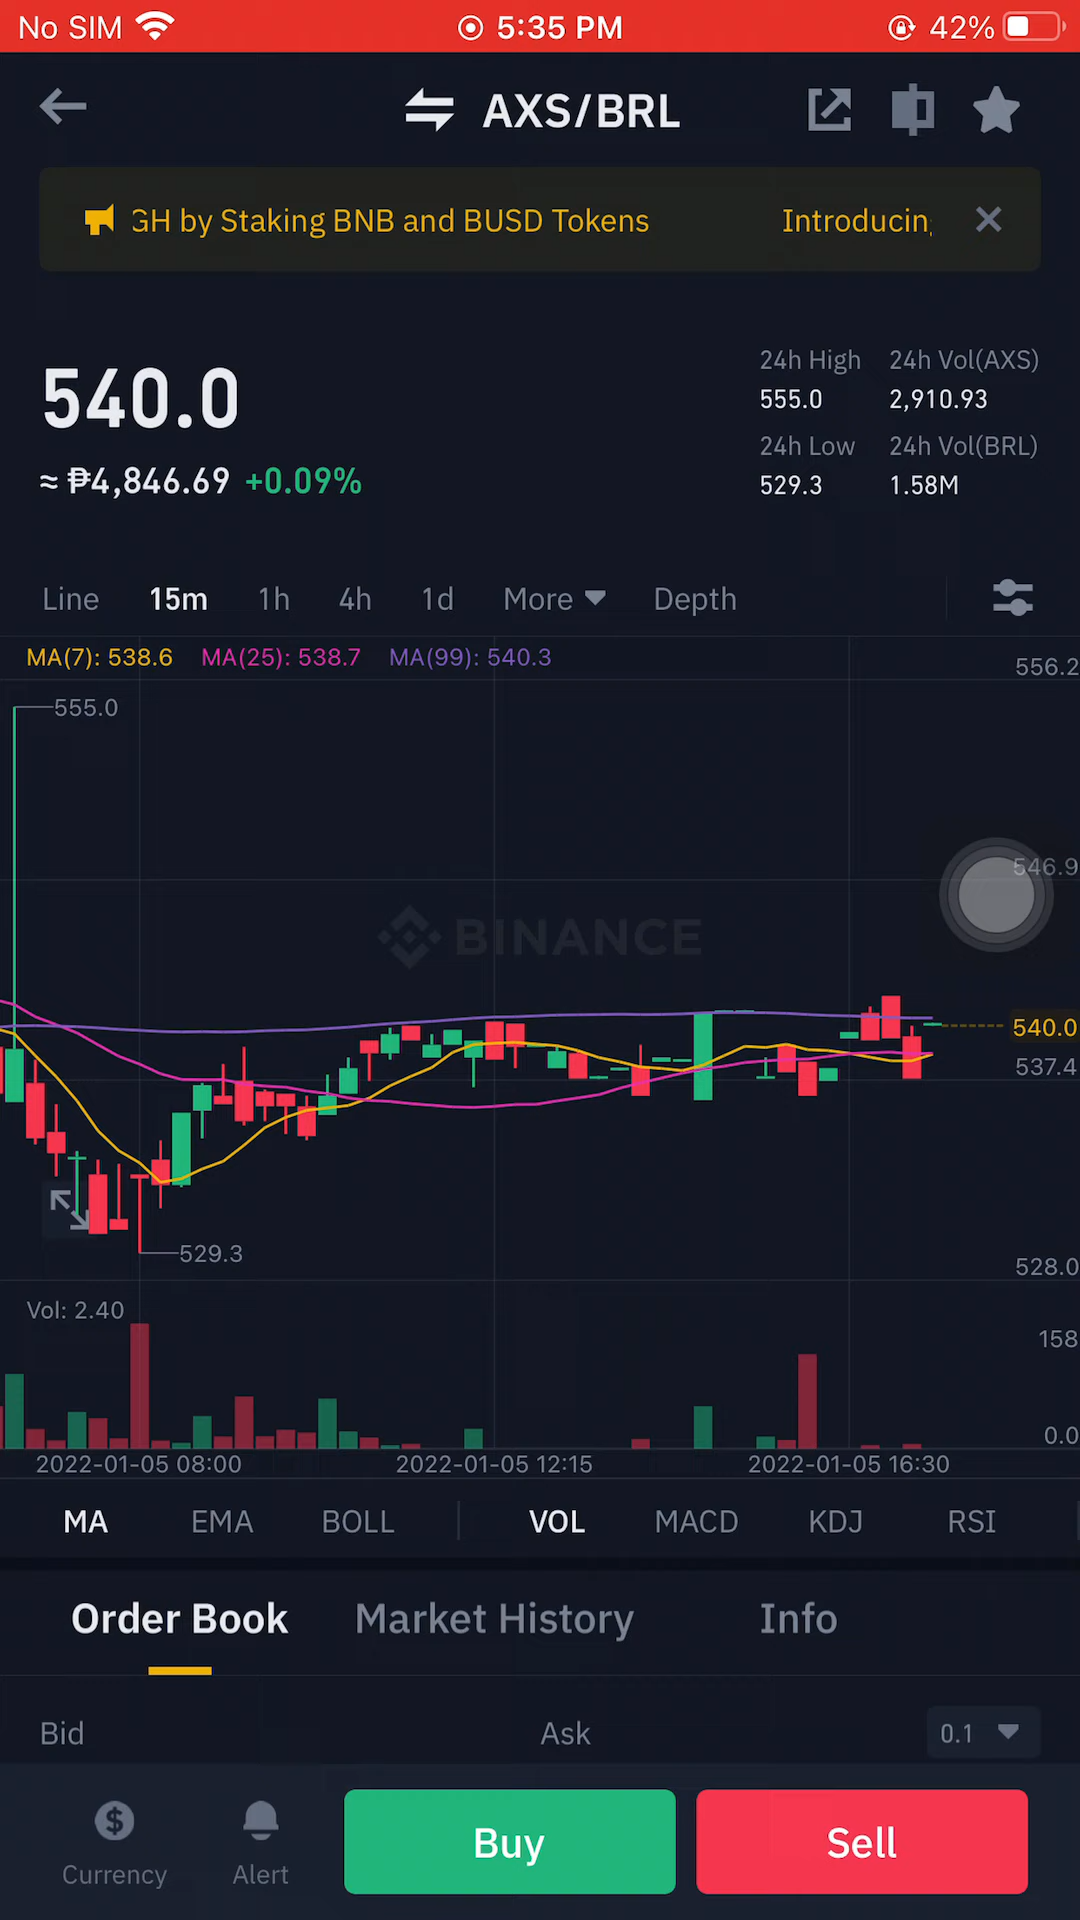 No SIM 5:35 PM 42%
AXS/BRL
GH by Staking BNB and BUSD Tokens Introducin
540.0
≈ ₱4,846.69 +0.09%
24h High 24h Vol(AXS)
555.0 2,910.93
24h Low 24h Vol(BRL)
529.3 1.58M
Line 15m 1h 4h 1d More Depth
MA(7): 538.6 MA(25): 538.7 MA(99): 540.3
556.2
555.0
546.9
BINANCE
540.0
537.4
529.3
528.0
Vol: 2.40
158
0.0
2022-01-05 08:00 2022-01-05 12:15 2022-01-05 16:30
MA EMA BOLL VOL MACD KDJ RSI
Order Book Market History Info
Bid Ask 0.1
Currency Alert Buy Sell